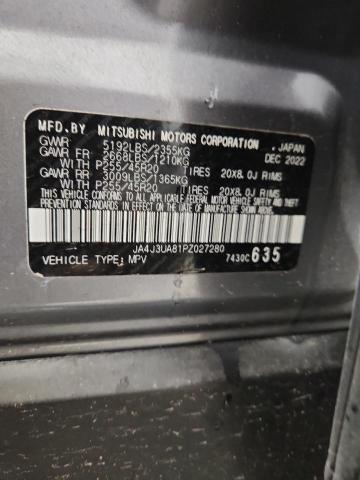 MFD.BY MITSUBISHI MOTORS CORPORATION, JAPAN
GVWR 5192LBS/2355KG DEC 2022
GAWR FR 2668LBS/1210KG
WITH P255/45R20 TIRES 20X8.0J RIMS
GAWR RR 3009LBS/1365KG
WITH P255/45R20 TIRES 20X8.0J RIMS
THIS VEHICLE CONFORMS TO ALL APPLICABLE FEDERAL
MOTOR VEHICLE SAFETY BUMPER AND THEFT PREVENTION
STANDARDS IN EFFECT ON THE DATE OF MANUFACTURE
SHOWN ABOVE.
JA4J3UA81PZ027280
VEHICLE TYPE: MPV 7430C 635